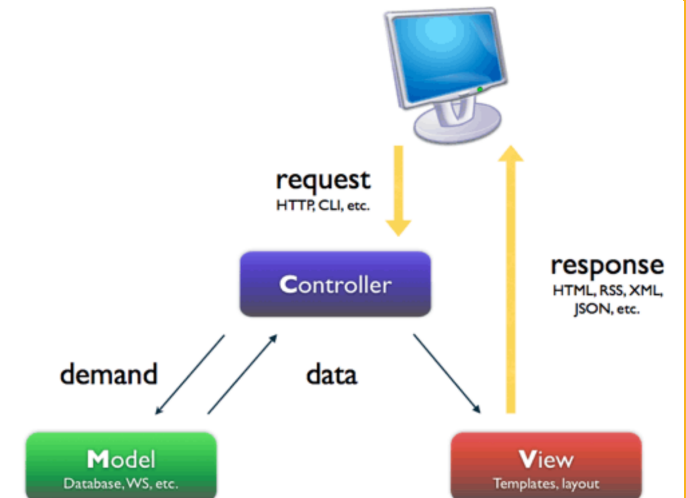 request
HTTP, CLI, etc.
Controller
response
HTML, RSS, XML,
JSON, etc.
demand
data
Model
Database, WS, etc.
View
Templates, layout